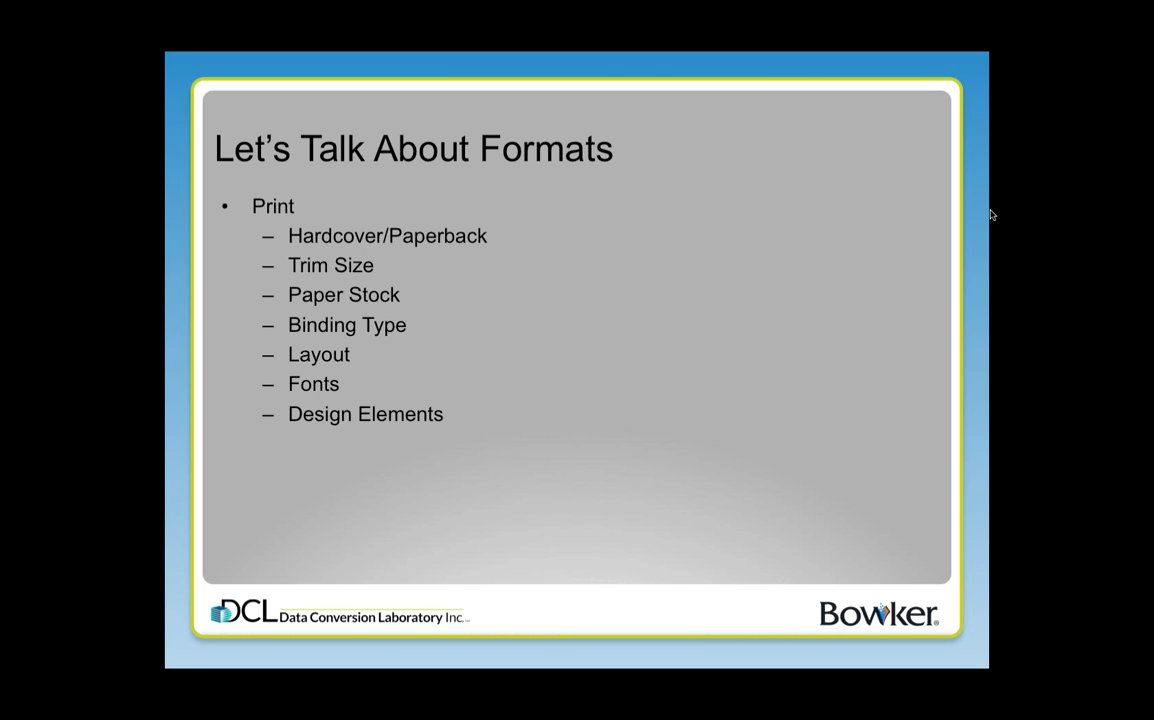 Let’s Talk About Formats
• Print
– Hardcover/Paperback
– Trim Size
– Paper Stock
– Binding Type
– Layout
– Fonts
– Design Elements
DCL Data Conversion Laboratory Inc.
Bowker®